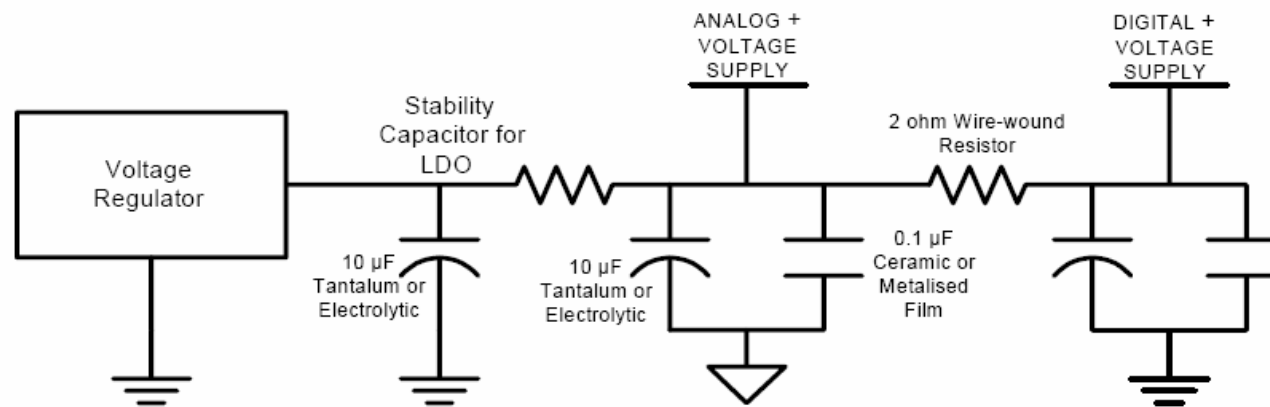 Voltage
Regulator
Stability
Capacitor for
LDO
10 µF
Tantalum or
Electrolytic
ANALOG +
VOLTAGE
SUPPLY
10 µF
Tantalum or
Electrolytic
0.1 µF
Ceramic or
Metalised
Film
2 ohm Wire-wound
Resistor
DIGITAL +
VOLTAGE
SUPPLY